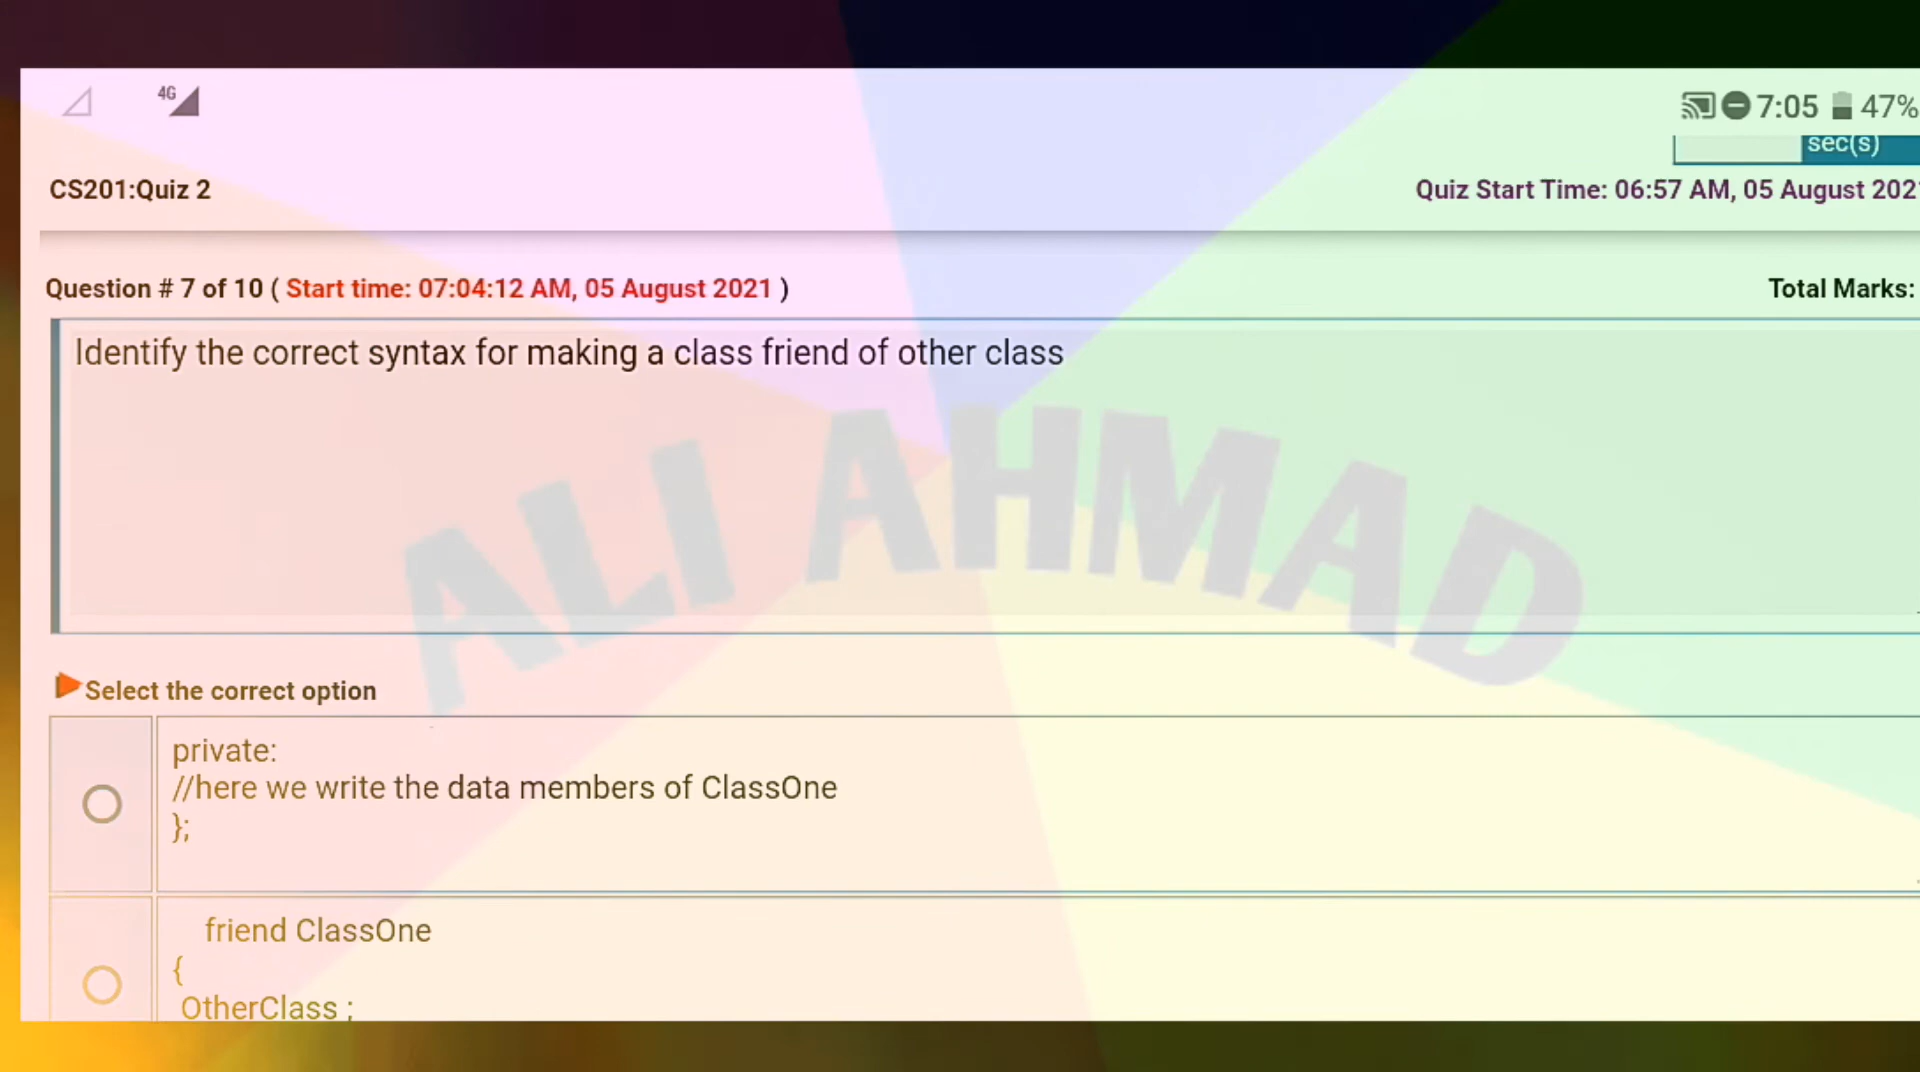 4G
7:05 47%
sec(s)
CS201:Quiz 2
Quiz Start Time: 06:57 AM, 05 August 202
Question # 7 of 10 ( Start time: 07:04:12 AM, 05 August 2021 )
Total Marks:
Identify the correct syntax for making a class friend of other class
ALI AHMAD
Select the correct option
private:
//here we write the data members of ClassOne
};
friend ClassOne
{
OtherClass ;